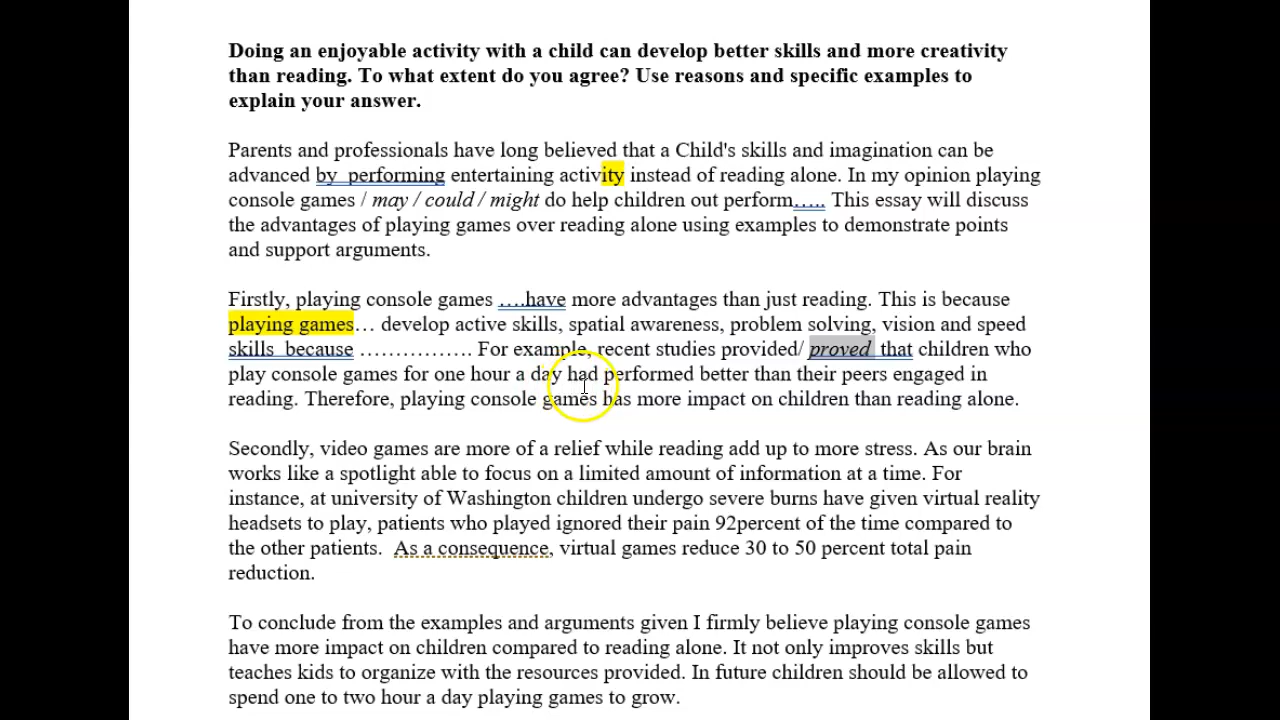 Doing an enjoyable activity with a child can develop better skills and more creativity
than reading. To what extent do you agree? Use reasons and specific examples to
explain your answer.
Parents and professionals have long believed that a Child's skills and imagination can be
advanced by  performing entertaining activity instead of reading alone. In my opinion playing
console games / may / could / might do help children out perform….. This essay will discuss
the advantages of playing games over reading alone using examples to demonstrate points
and support arguments.
Firstly, playing console games ….have more advantages than just reading. This is because
playing games… develop active skills, spatial awareness, problem solving, vision and speed
skills  because ……………. For example, recent studies provided/ proved  that children who
play console games for one hour a day had performed better than their peers engaged in
reading. Therefore, playing console games has more impact on children than reading alone.
Secondly, video games are more of a relief while reading add up to more stress. As our brain
works like a spotlight able to focus on a limited amount of information at a time. For
instance, at university of Washington children undergo severe burns have given virtual reality
headsets to play, patients who played ignored their pain 92percent of the time compared to
the other patients.  As a consequence, virtual games reduce 30 to 50 percent total pain
reduction.
To conclude from the examples and arguments given I firmly believe playing console games
have more impact on children compared to reading alone. It not only improves skills but
teaches kids to organize with the resources provided. In future children should be allowed to
spend one to two hour a day playing games to grow.